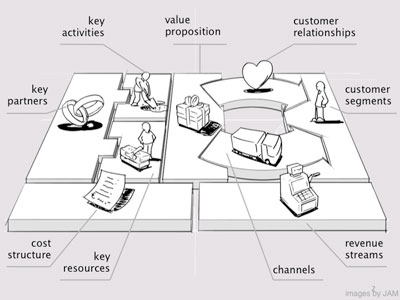 key
activities
value
proposition
customer
relationships
key
partners
customer
segments
cost
structure
key
resources
channels
revenue
streams
images by JAM